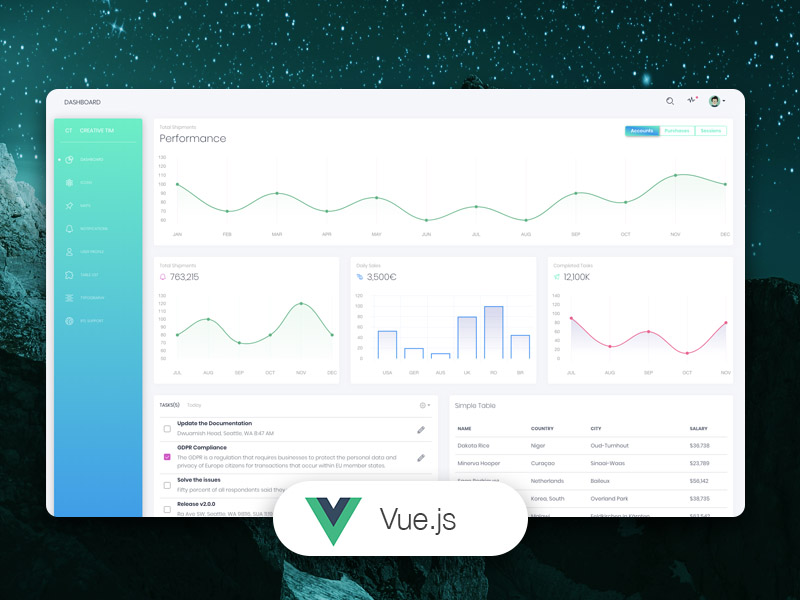 DASHBOARD
CT CREATIVE TIM
DASHBOARD
ICONS
MAPS
NOTIFICATIONS
USER PROFILE
TABLE LIST
TYPOGRAPHY
RTL SUPPORT
Total Shipments
Performance
Accounts Purchases Sessions
130
120
110
100
90
80
70
60
JAN FEB MAR APR MAY JUN JUL AUG SEP OCT NOV DEC
Total Shipments
763,215
130
120
110
100
90
80
70
60
50
JUL AUG SEP OCT NOV DEC
Daily Sales
3,500€
120
100
80
60
40
20
0
USA GER AUS UK RO BR
Completed Tasks
12,100K
140
120
100
80
60
40
20
0
JUL AUG SEP OCT NOV
TASKS(5) Today
Update the Documentation
Dwuamish Head, Seattle, WA 8:47 AM
GDPR Compliance
The GDPR is a regulation that requires businesses to protect the personal data and
privacy of Europe citizens for transactions that occur within EU member states.
Solve the issues
Fifty percent of all respondents said they
Release v2.0.0
Ra Ave SW, Seattle, WA 98116, SUA
Simple Table
NAME COUNTRY CITY SALARY
Dakota Rice Niger Oud-Turnhout $36,738
Minerva Hooper Curaçao Sinaai-Waas $23,789
Netherlands Baileux $56,142
Korea, South Overland Park $38,735
Vue.js